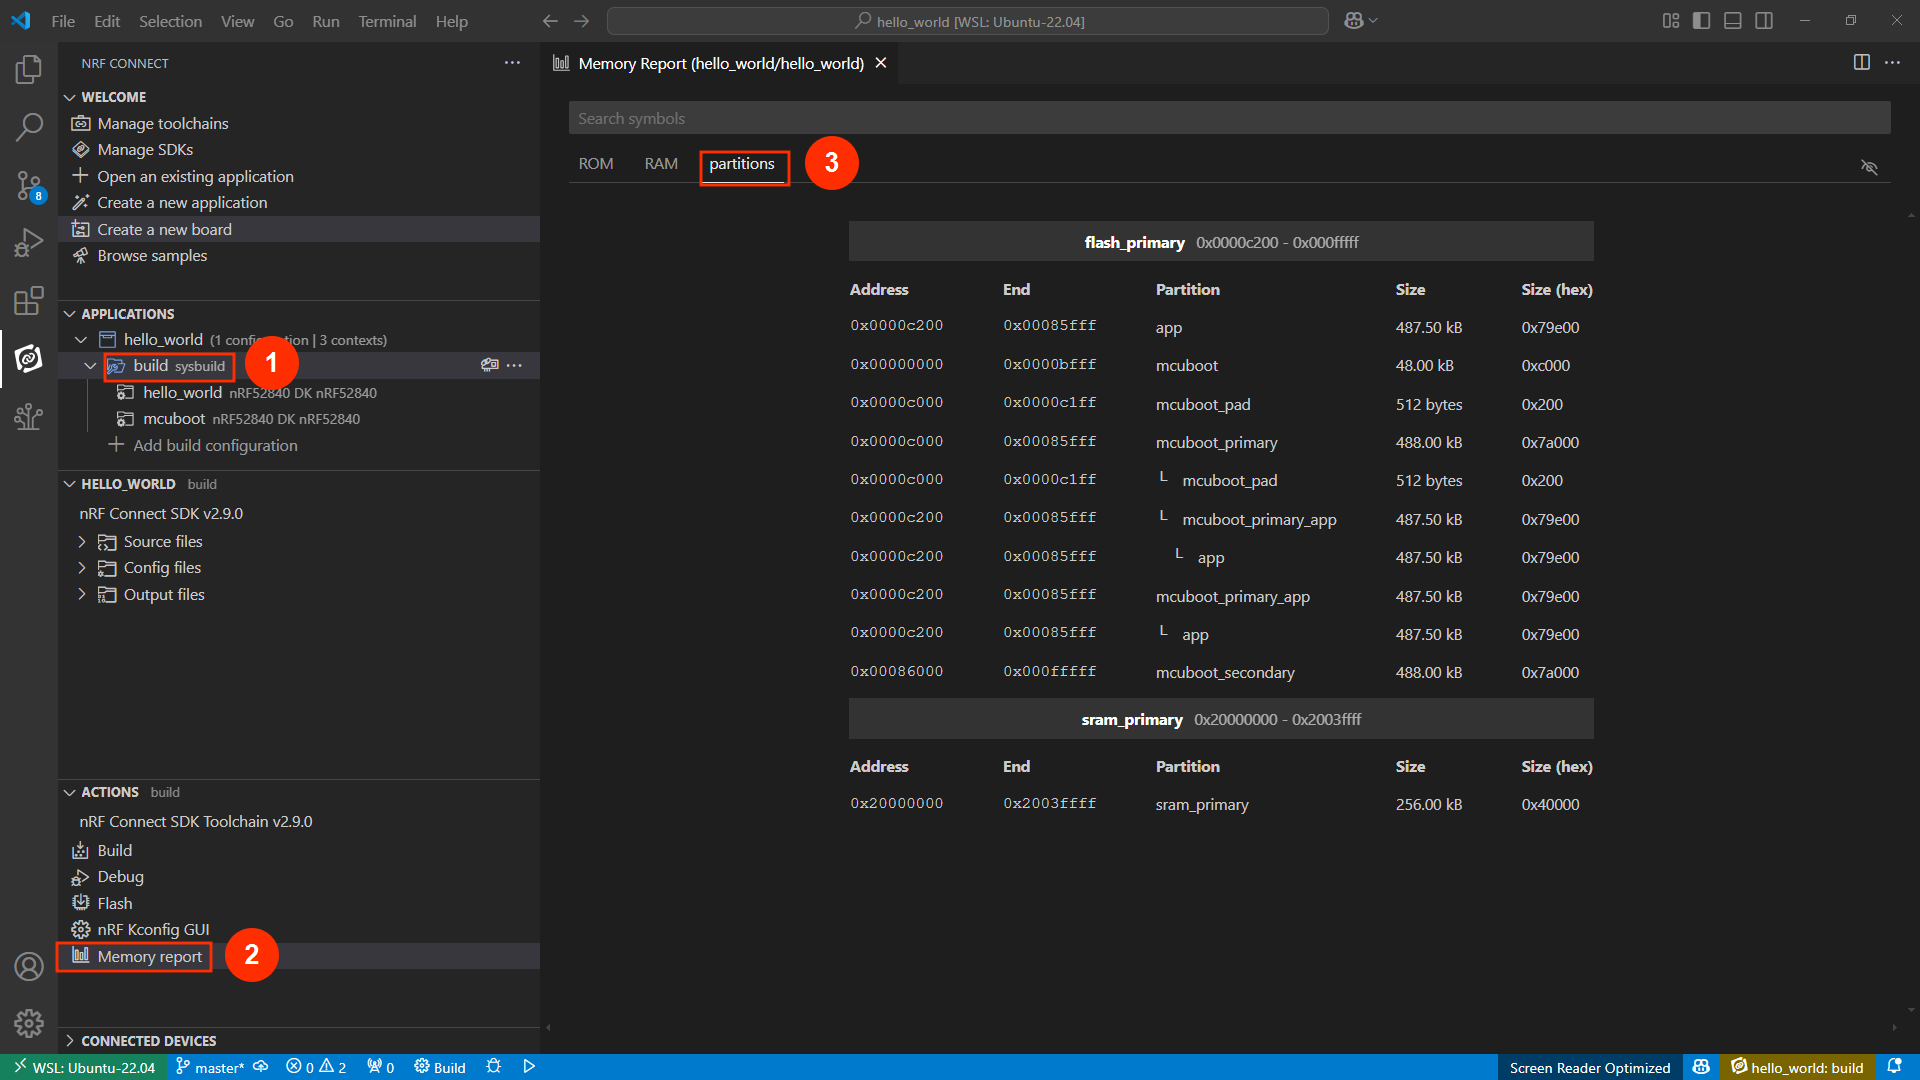 File Edit Selection View Go Run Terminal Help
hello_world [WSL: Ubuntu-22.04]
NRF CONNECT
WELCOME
Manage toolchains
Manage SDKs
Open an existing application
Create a new application
Create a new board
Browse samples
APPLICATIONS
hello_world (1 configuration | 3 contexts)
build sysbuild
1
hello_world nRF52840 DK nRF52840
mcuboot nRF52840 DK nRF52840
Add build configuration
HELLO_WORLD build
nRF Connect SDK v2.9.0
Source files
Config files
Output files
ACTIONS build
nRF Connect SDK Toolchain v2.9.0
Build
Debug
Flash
nRF Kconfig GUI
Memory report
2
CONNECTED DEVICES
8
Memory Report (hello_world/hello_world)
Search symbols
ROM RAM partitions
3
flash_primary 0x0000c200 - 0x000fffff
Address End Partition Size Size (hex)
0x0000c200 0x00085fff app 487.50 kB 0x79e00
0x00000000 0x0000bfff mcuboot 48.00 kB 0xc000
0x0000c000 0x0000c1ff mcuboot_pad 512 bytes 0x200
0x0000c000 0x00085fff mcuboot_primary 488.00 kB 0x7a000
0x0000c000 0x0000c1ff └ mcuboot_pad 512 bytes 0x200
0x0000c200 0x00085fff └ mcuboot_primary_app 487.50 kB 0x79e00
0x0000c200 0x00085fff └ app 487.50 kB 0x79e00
0x0000c200 0x00085fff mcuboot_primary_app 487.50 kB 0x79e00
0x0000c200 0x00085fff └ app 487.50 kB 0x79e00
0x00086000 0x000fffff mcuboot_secondary 488.00 kB 0x7a000
sram_primary 0x20000000 - 0x2003ffff
Address End Partition Size Size (hex)
0x20000000 0x2003ffff sram_primary 256.00 kB 0x40000
WSL: Ubuntu-22.04 master* 0 2 0 Build Screen Reader Optimized hello_world: build